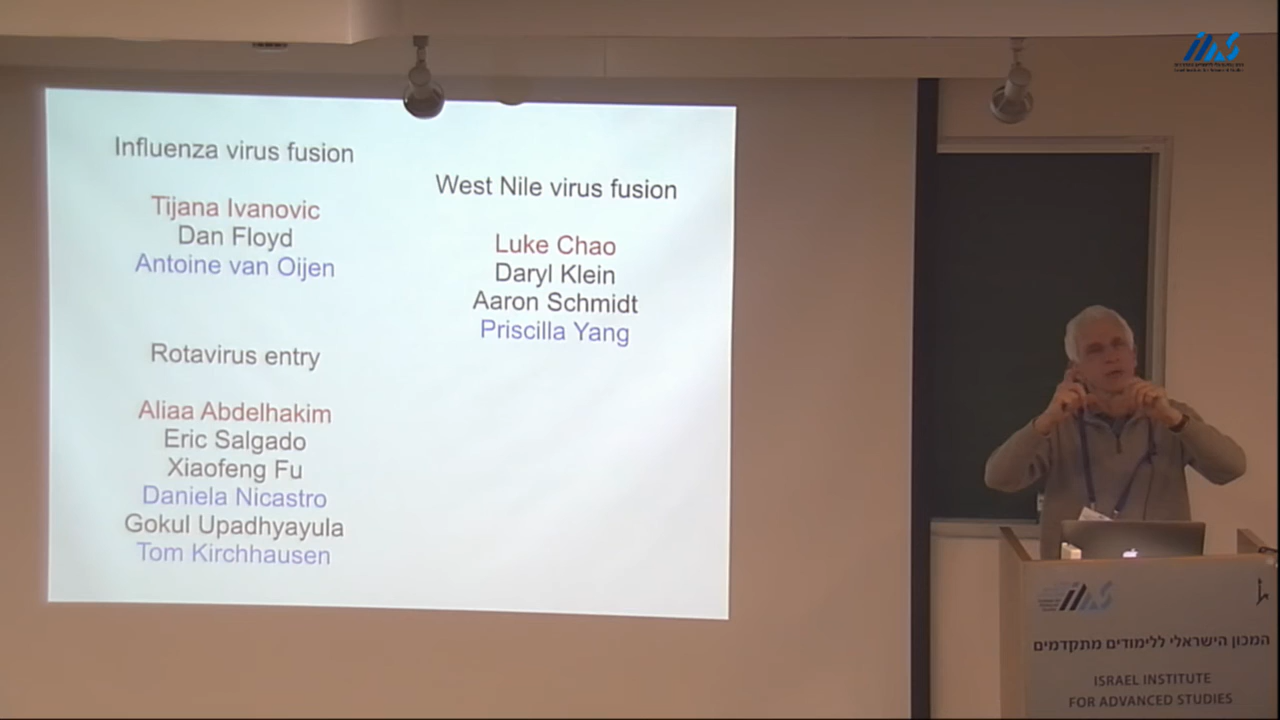 Influenza virus fusion
Tijana Ivanovic
Dan Floyd
Antoine van Oijen
Rotavirus entry
Aliaa Abdelhakim
Eric Salgado
Xiaofeng Fu
Daniela Nicastro
Gokul Upadhyayula
Tom Kirchhausen
West Nile virus fusion
Luke Chao
Daryl Klein
Aaron Schmidt
Priscilla Yang
המכון הישראלי ללימודים מתקדמים
ISRAEL INSTITUTE
FOR ADVANCED STUDIES